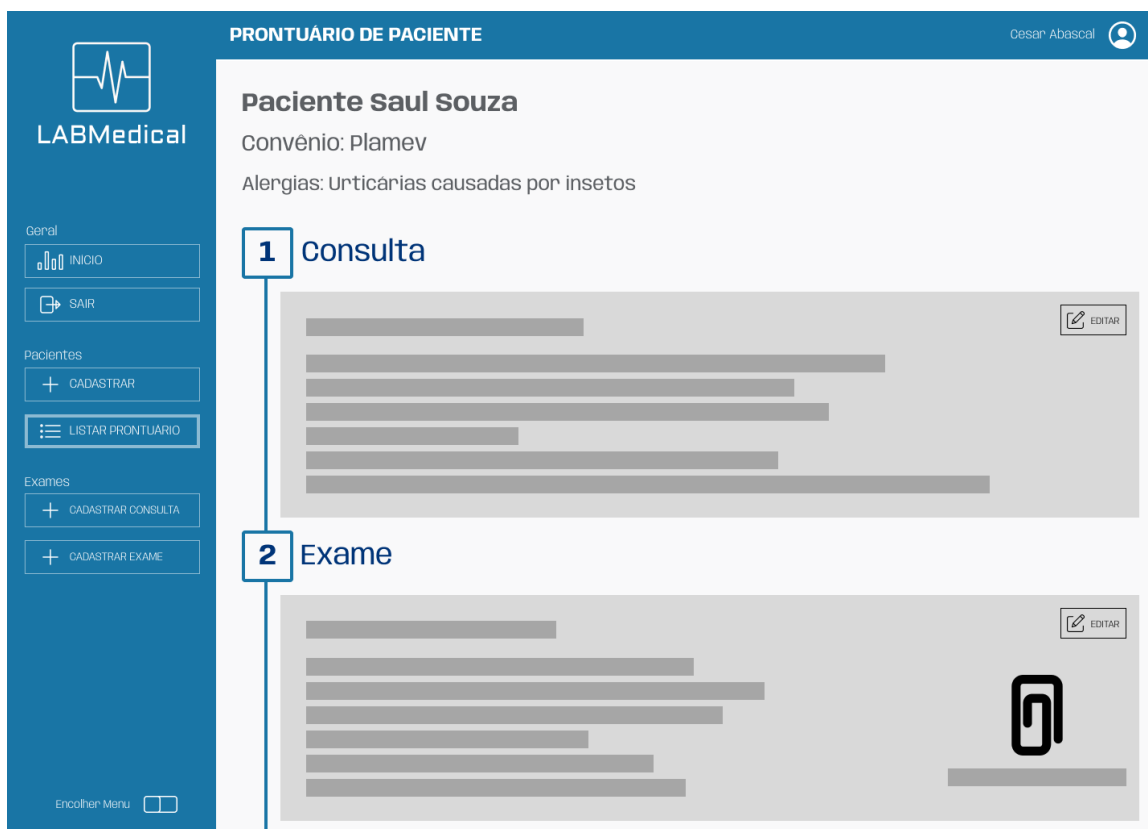 PRONTUÁRIO DE PACIENTE
Cesar Abascal
LABMedical
Paciente Saul Souza
Convênio: Plamev
Alergias: Urticárias causadas por insetos
Geral
INICIO
SAIR
Pacientes
CADASTRAR
LISTAR PRONTUÁRIO
Exames
CADASTRAR CONSULTA
CADASTRAR EXAME
Encolher Menu
1 Consulta
EDITAR
2 Exame
EDITAR